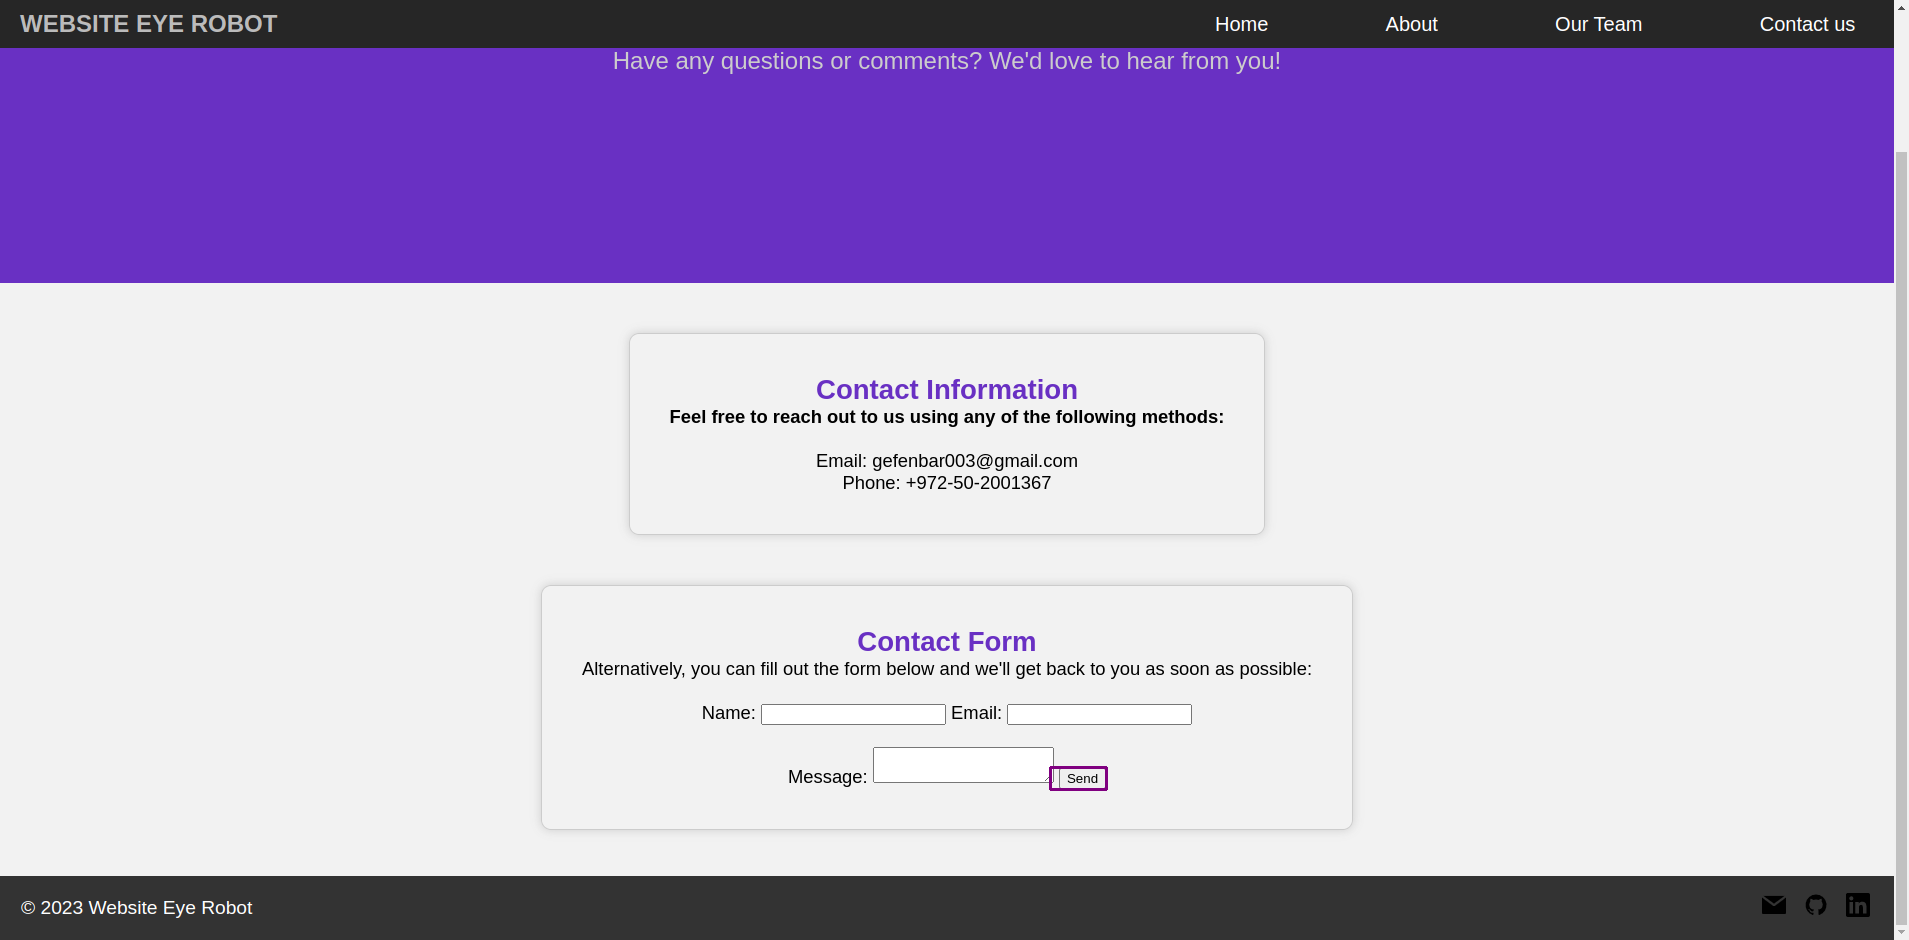 WEBSITE EYE ROBOT
Home About Our Team Contact us
Have any questions or comments? We'd love to hear from you!
Contact Information
Feel free to reach out to us using any of the following methods:
Email: gefenbar003@gmail.com
Phone: +972-50-2001367
Contact Form
Alternatively, you can fill out the form below and we'll get back to you as soon as possible:
Name: Email:
Message: Send
© 2023 Website Eye Robot